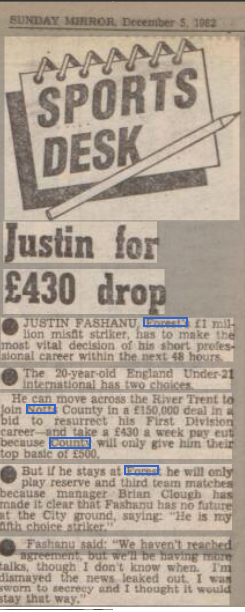 SUNDAY MIRROR, December 5, 1982
SPORTS
DESK
Justin for
£430 drop
JUSTIN FASHANU, Forest's £1 mil-
lion misfit striker, has to make the
most vital decision of his short profes-
sional career within the next 48 hours.
The 20-year-old England Under-21
international has two choices.
He can move across the River Trent to
join Notts County in a £150,000 deal in a
bid to resurrect his First Division
career—and take a £430 a week pay cut
because County will only give him their
top basic of £500.
But if he stays at Forest he will only
play reserve and third team matches
because manager Brian Clough has
made it clear that Fashanu has no future
at the City ground, saying: "He is my
fifth choice striker."
Fashanu said: "We haven't reached
agreement, but we'll be having more
talks, though I don't know when. I'm
dismayed the news leaked out. I was
sworn to secrecy and I thought it would
stay that way."